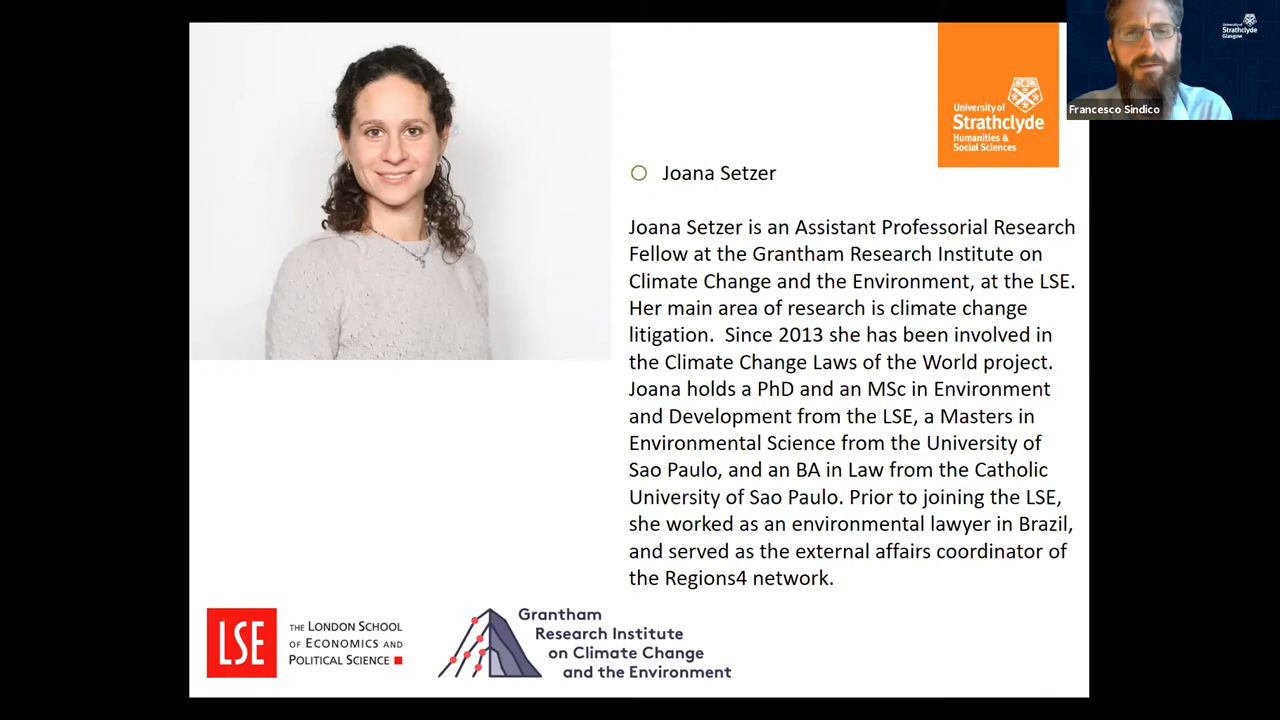 University of
Strathclyde
Glasgow
Francesco Sindico
University of
Strathclyde
Humanities &
Social Sciences
Joana Setzer
Joana Setzer is an Assistant Professorial Research
Fellow at the Grantham Research Institute on
Climate Change and the Environment, at the LSE.
Her main area of research is climate change
litigation.  Since 2013 she has been involved in
the Climate Change Laws of the World project.
Joana holds a PhD and an MSc in Environment
and Development from the LSE, a Masters in
Environmental Science from the University of
Sao Paulo, and an BA in Law from the Catholic
University of Sao Paulo. Prior to joining the LSE,
she worked as an environmental lawyer in Brazil,
and served as the external affairs coordinator of
the Regions4 network.
LSE
THE LONDON SCHOOL
OF ECONOMICS AND
POLITICAL SCIENCE
Grantham
Research Institute
on Climate Change
and the Environment